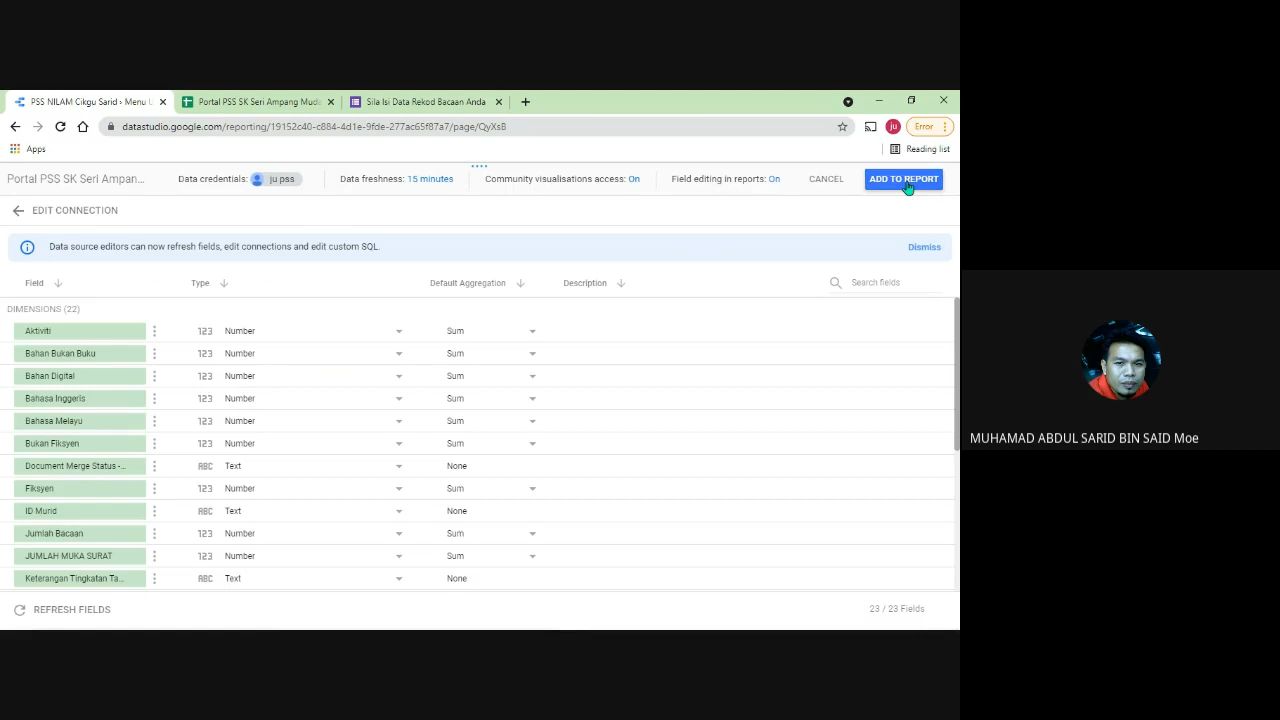 PSS NILAM Cikgu Sarid › Menu U
Portal PSS SK Seri Ampang Muda
Sila Isi Data Rekod Bacaan Anda
datastudio.google.com/reporting/19152c40-c884-4d1e-9fde-277ac65f87a7/page/QyXsB
ju
Error
Apps
Reading list
Portal PSS SK Seri Ampan...
Data credentials: ju pss
Data freshness: 15 minutes
Community visualisations access: On
Field editing in reports: On
CANCEL
ADD TO REPORT
EDIT CONNECTION
Data source editors can now refresh fields, edit connections and edit custom SQL.
Dismiss
Field Type Default Aggregation Description Search fields
DIMENSIONS (22)
Aktiviti 123 Number Sum
Bahan Bukan Buku 123 Number Sum
Bahan Digital 123 Number Sum
Bahasa Inggeris 123 Number Sum
Bahasa Melayu 123 Number Sum
Bukan Fiksyen 123 Number Sum
Document Merge Status -... ABC Text None
Fiksyen 123 Number Sum
ID Murid ABC Text None
Jumlah Bacaan 123 Number Sum
JUMLAH MUKA SURAT 123 Number Sum
Keterangan Tingkatan Ta... ABC Text None
REFRESH FIELDS
23 / 23 Fields
MUHAMAD ABDUL SARID BIN SAID Moe